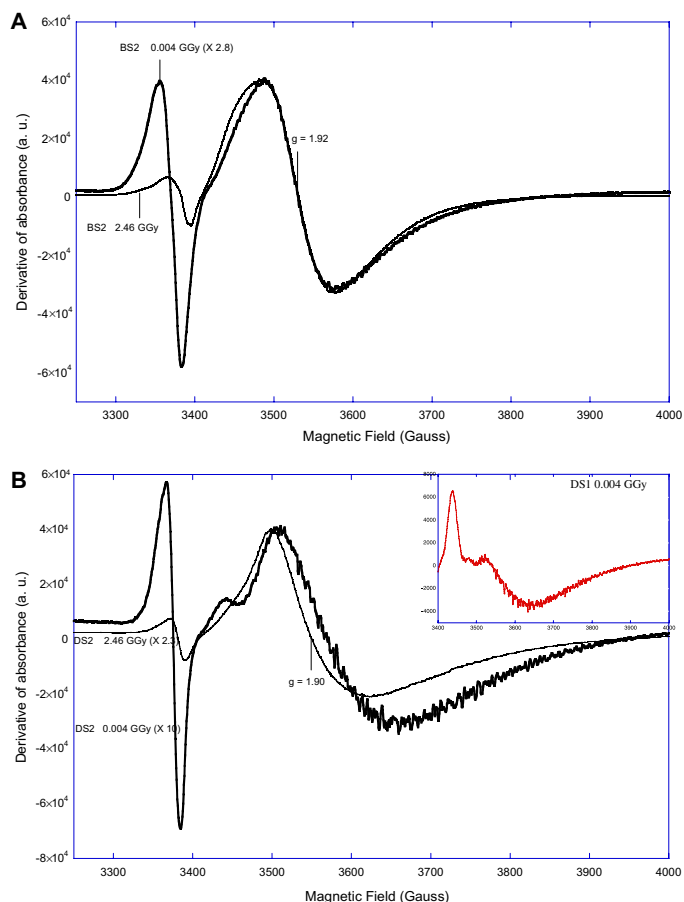 A
6×10⁴
4×10⁴
2×10⁴
0
-2×10⁴
-4×10⁴
-6×10⁴
Derivative of absorbance (a. u.)
BS2 0.004 GGy (X 2.8)
g = 1.92
BS2 2.46 GGy
3300 3400 3500 3600 3700 3800 3900 4000
Magnetic Field (Gauss)
B
6×10⁴
4×10⁴
2×10⁴
0
-2×10⁴
-4×10⁴
-6×10⁴
-8×10⁴
Derivative of absorbance (a. u.)
DS1 0.004 GGy
8000
6000
4000
2000
0
-2000
-4000
3400 3500 3600 3700 3800 3900 4000
DS2 2.46 GGy (X 2.3)
g = 1.90
DS2 0.004 GGy (X 10)
3300 3400 3500 3600 3700 3800 3900 4000
Magnetic Field (Gauss)